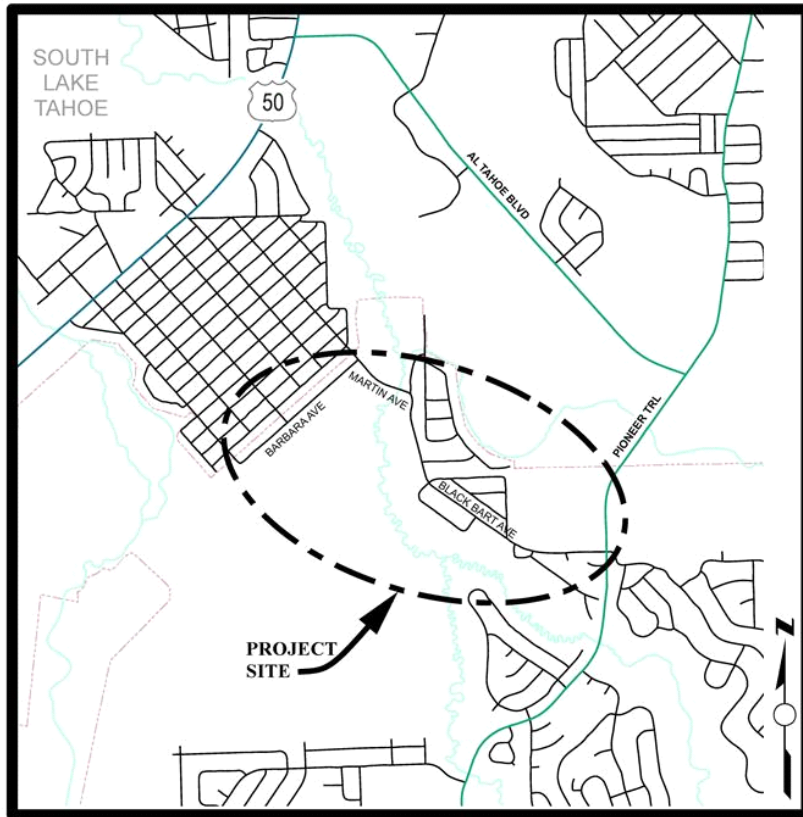 SOUTH
LAKE
TAHOE
50
AL TAHOE BLVD
MARTIN AVE
BARBARA AVE
PIONEER TRL
BLACK BART AVE
PROJECT
SITE
N